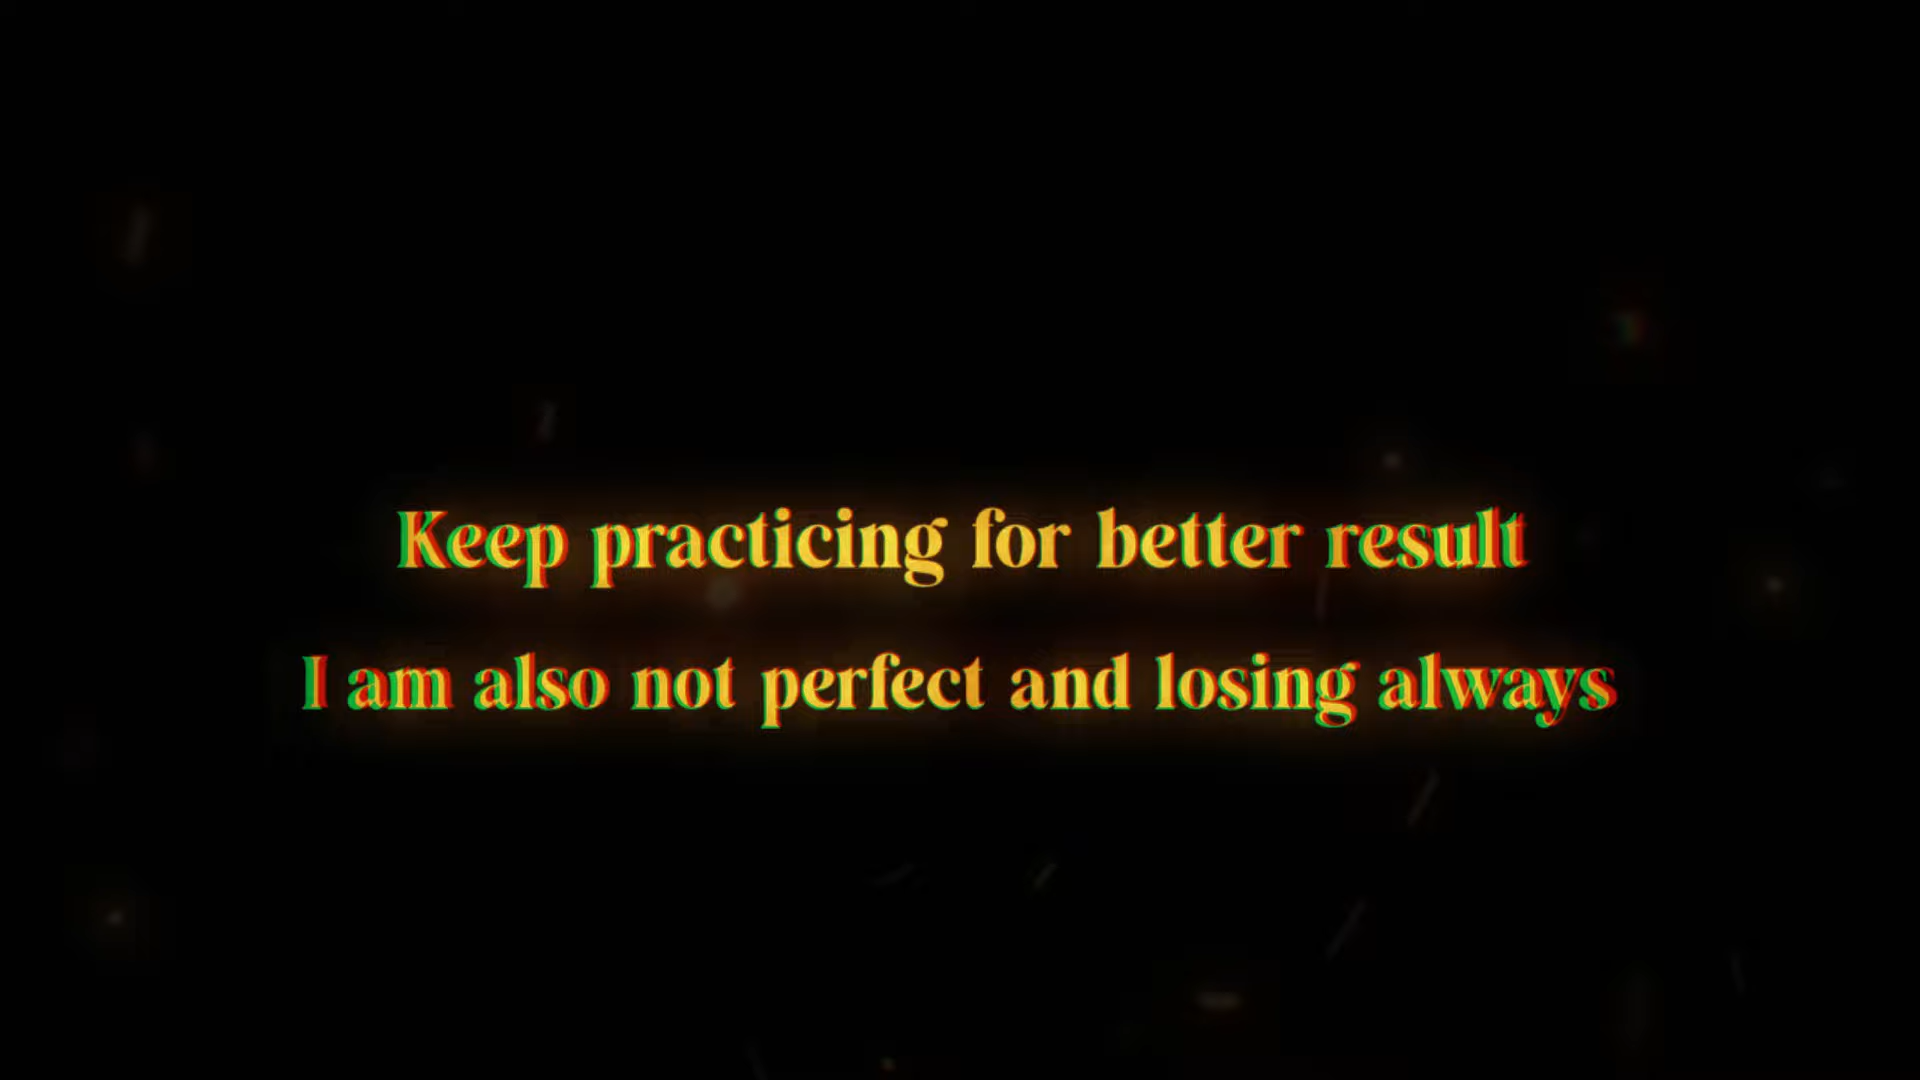 Keep practicing for better result
I am also not perfect and losing always